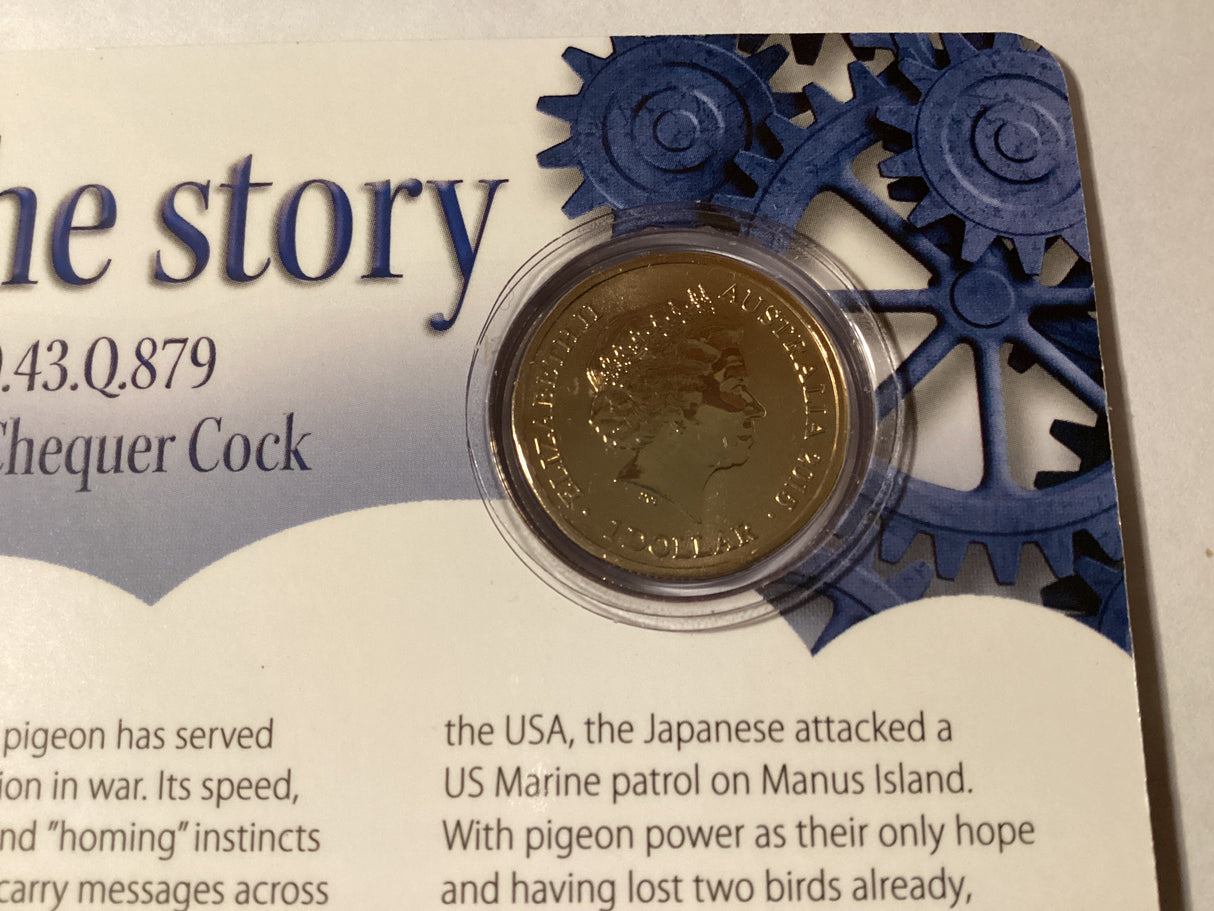 he story
.43.Q.879
Chequer Cock
ELIZABETH II
AUSTRALIA 2015
1 DOLLAR
pigeon has served
ion in war. Its speed,
nd "homing" instincts
carry messages across
the USA, the Japanese attacked a
US Marine patrol on Manus Island.
With pigeon power as their only hope
and having lost two birds already,